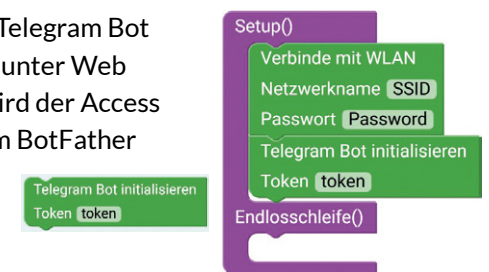 Telegram Bot
unter Web
ird der Access
BotFather
Telegram Bot initialisieren
Token token
Setup()
Verbinde mit WLAN
Netzwerkname SSID
Passwort Password
Telegram Bot initialisieren
Token token
Endlosschleife()